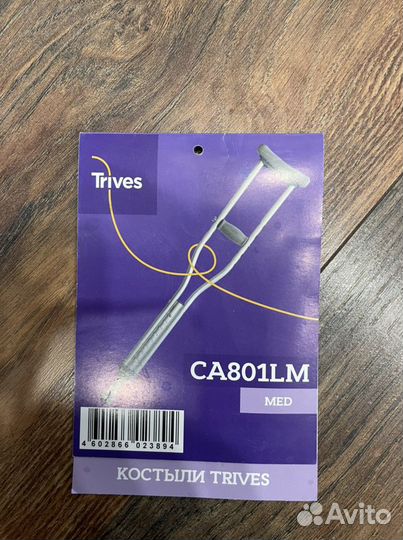 Trives
CA801LM
MED
4 602866 023894
КОСТЫЛИ TRIVES
Avito